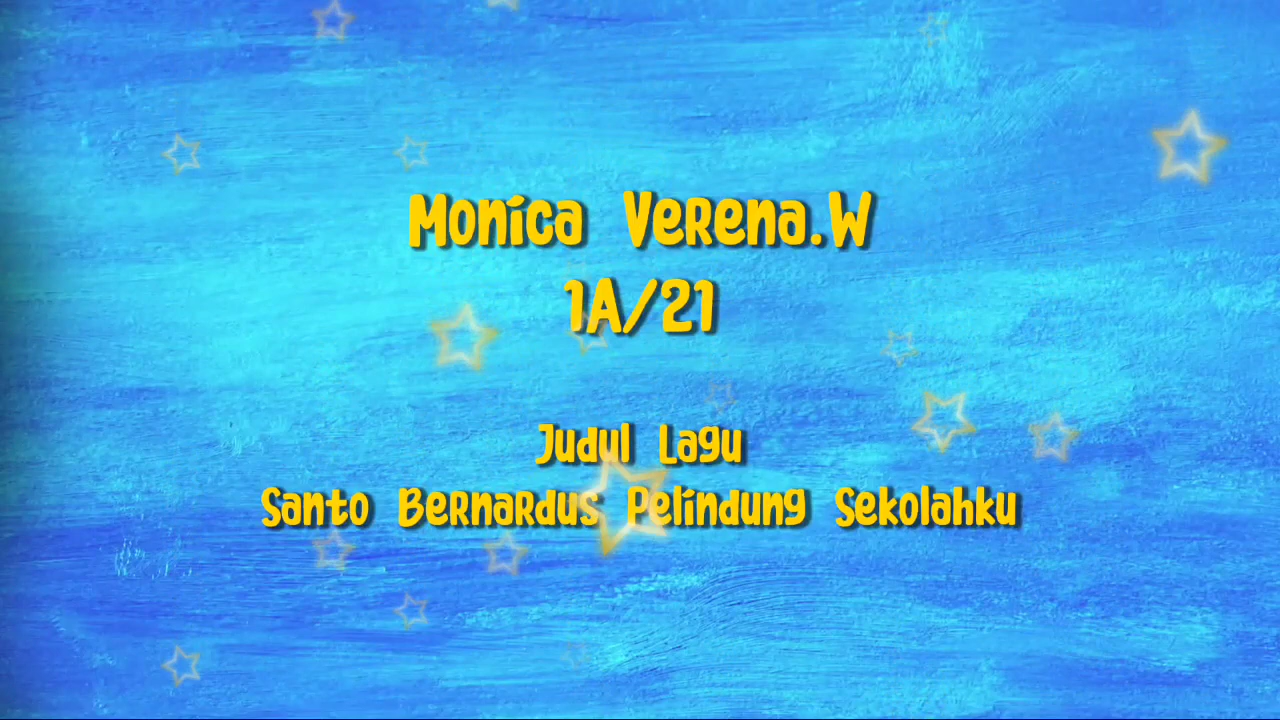 Monica Verena.W
1A/21
Judul Lagu
Santo Bernardus Pelindung Sekolahku